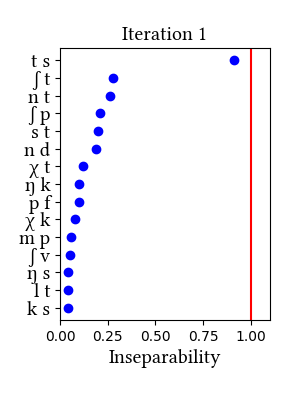 Iteration 1
t s
ʃ t
n t
ʃ p
s t
n d
χ t
ŋ k
p f
χ k
m p
ʃ v
ŋ s
l t
k s
0.00 0.25 0.50 0.75 1.00
Inseparability